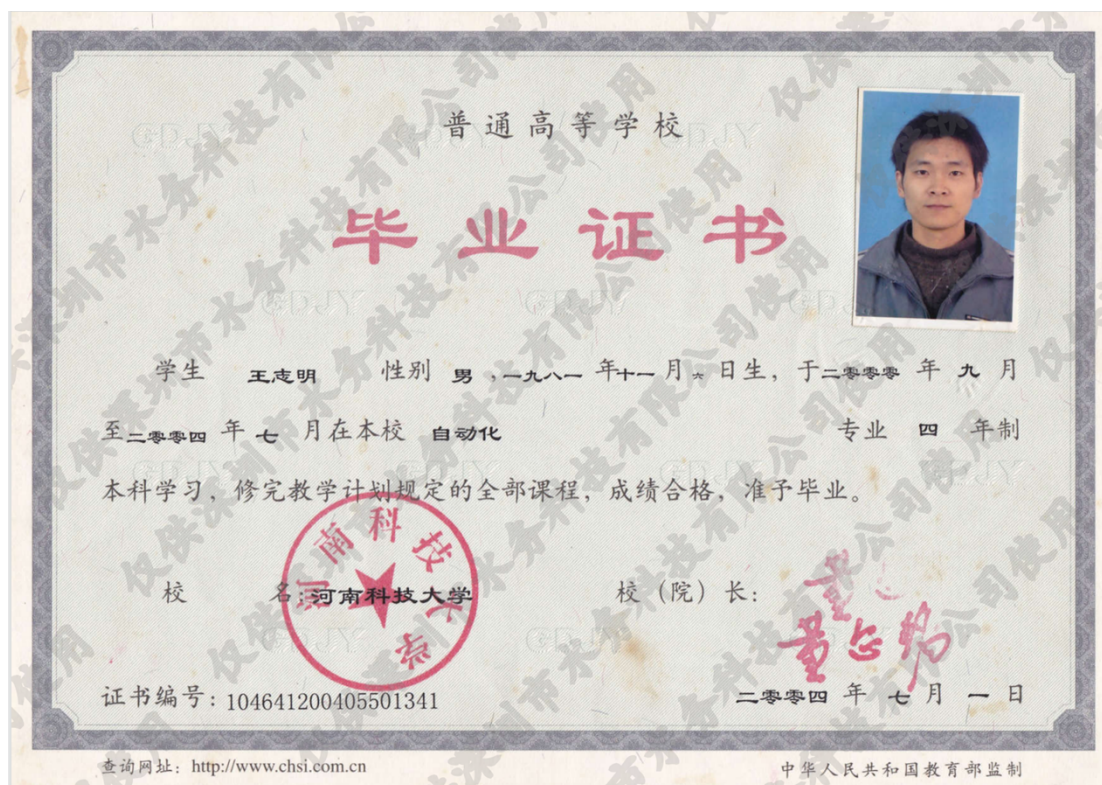 普通高等学校
毕业证书
学生 王志明 性别 男 ,一九八一 年十一月六日生，于二零零零 年 九 月
至二零零四 年 七 月在本校 自动化 专业 四 年制
本科学习，修完教学计划规定的全部课程，成绩合格，准予毕业。
校 名:河南科技大学 校（院）长:
河南科技大学
证书编号：104641200405501341 二零零四 年 七 月 一 日
查询网址：http://www.chsi.com.cn 中华人民共和国教育部监制
仅供深圳市水务科技有限公司使用
GDJY